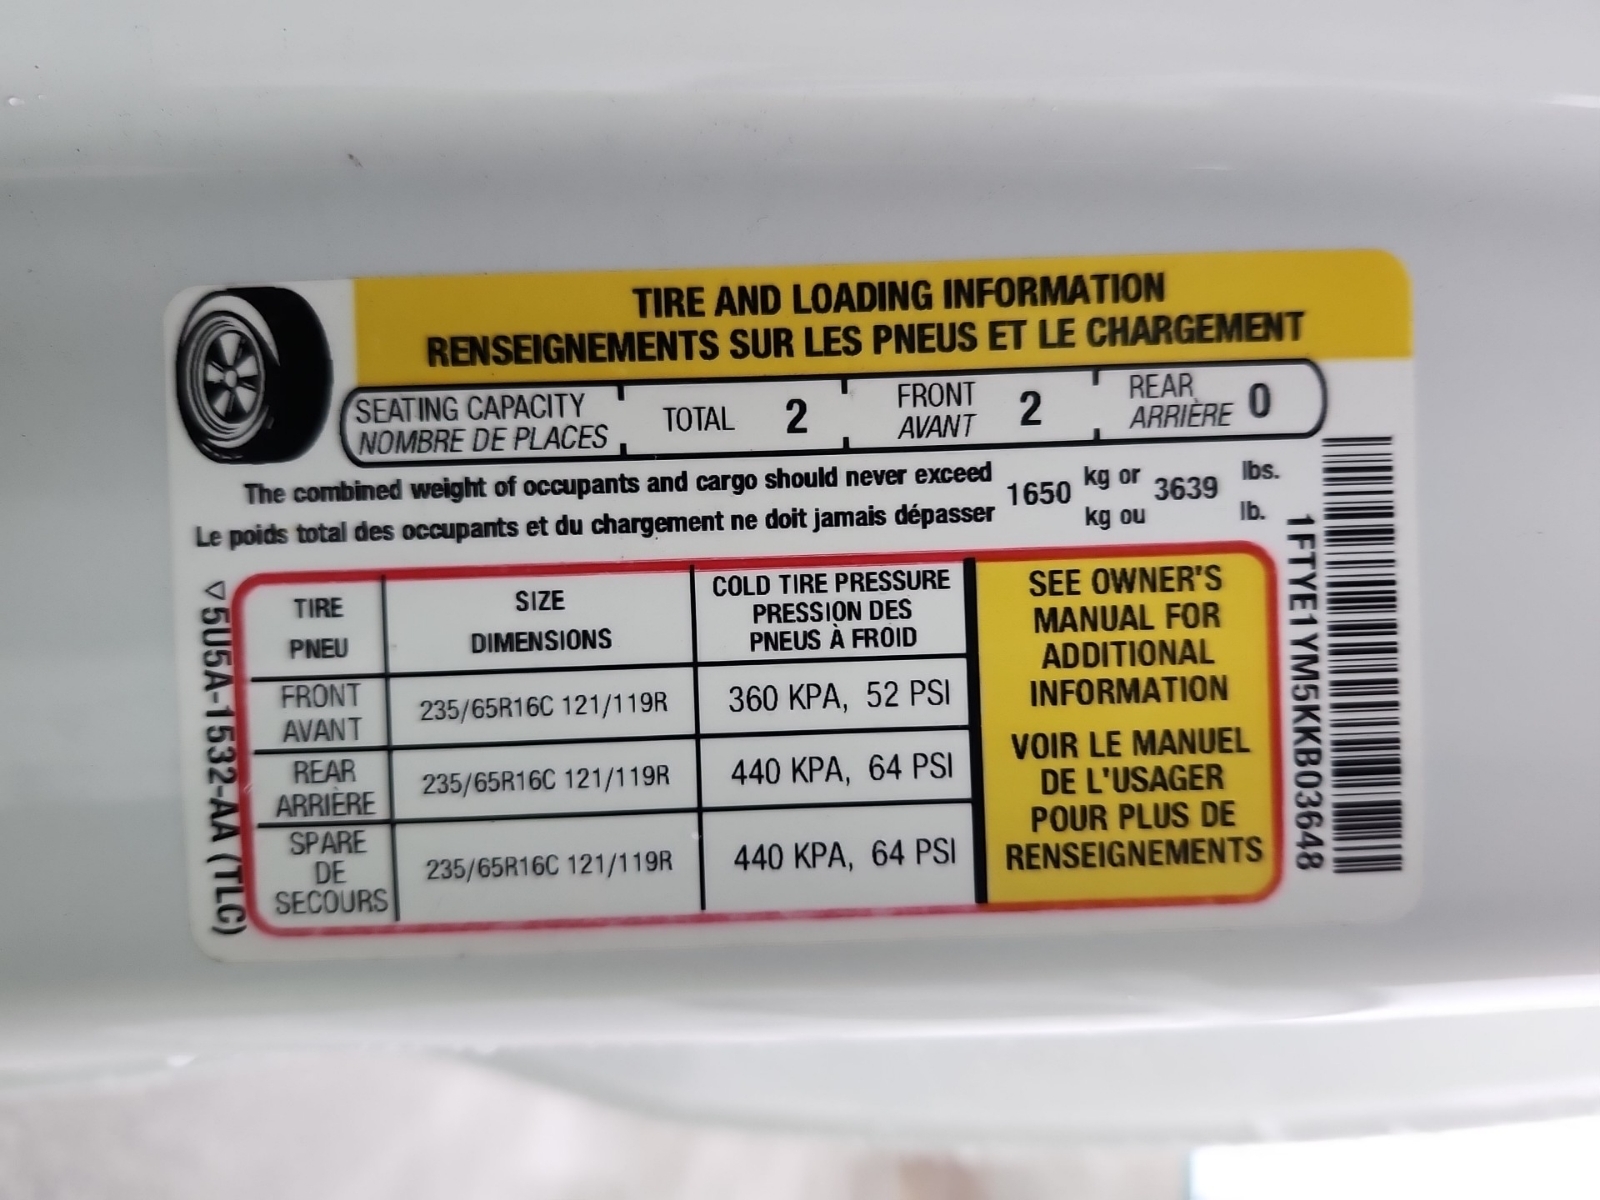 TIRE AND LOADING INFORMATION
RENSEIGNEMENTS SUR LES PNEUS ET LE CHARGEMENT
SEATING CAPACITY
NOMBRE DE PLACES
TOTAL 2
FRONT
AVANT
2
REAR
ARRIÈRE
0
The combined weight of occupants and cargo should never exceed
Le poids total des occupants et du chargement ne doit jamais dépasser
1650
kg or
kg ou
3639
lbs.
lb.
TIRE
PNEU
SIZE
DIMENSIONS
COLD TIRE PRESSURE
PRESSION DES
PNEUS À FROID
FRONT
AVANT
235/65R16C 121/119R
360 KPA, 52 PSI
REAR
ARRIÈRE
235/65R16C 121/119R
440 KPA, 64 PSI
SPARE
DE
SECOURS
235/65R16C 121/119R
440 KPA, 64 PSI
SEE OWNER'S
MANUAL FOR
ADDITIONAL
INFORMATION
VOIR LE MANUEL
DE L'USAGER
POUR PLUS DE
RENSEIGNEMENTS
5U5A-1532-AA (TLC)
1FTYE1YM5KKB03648